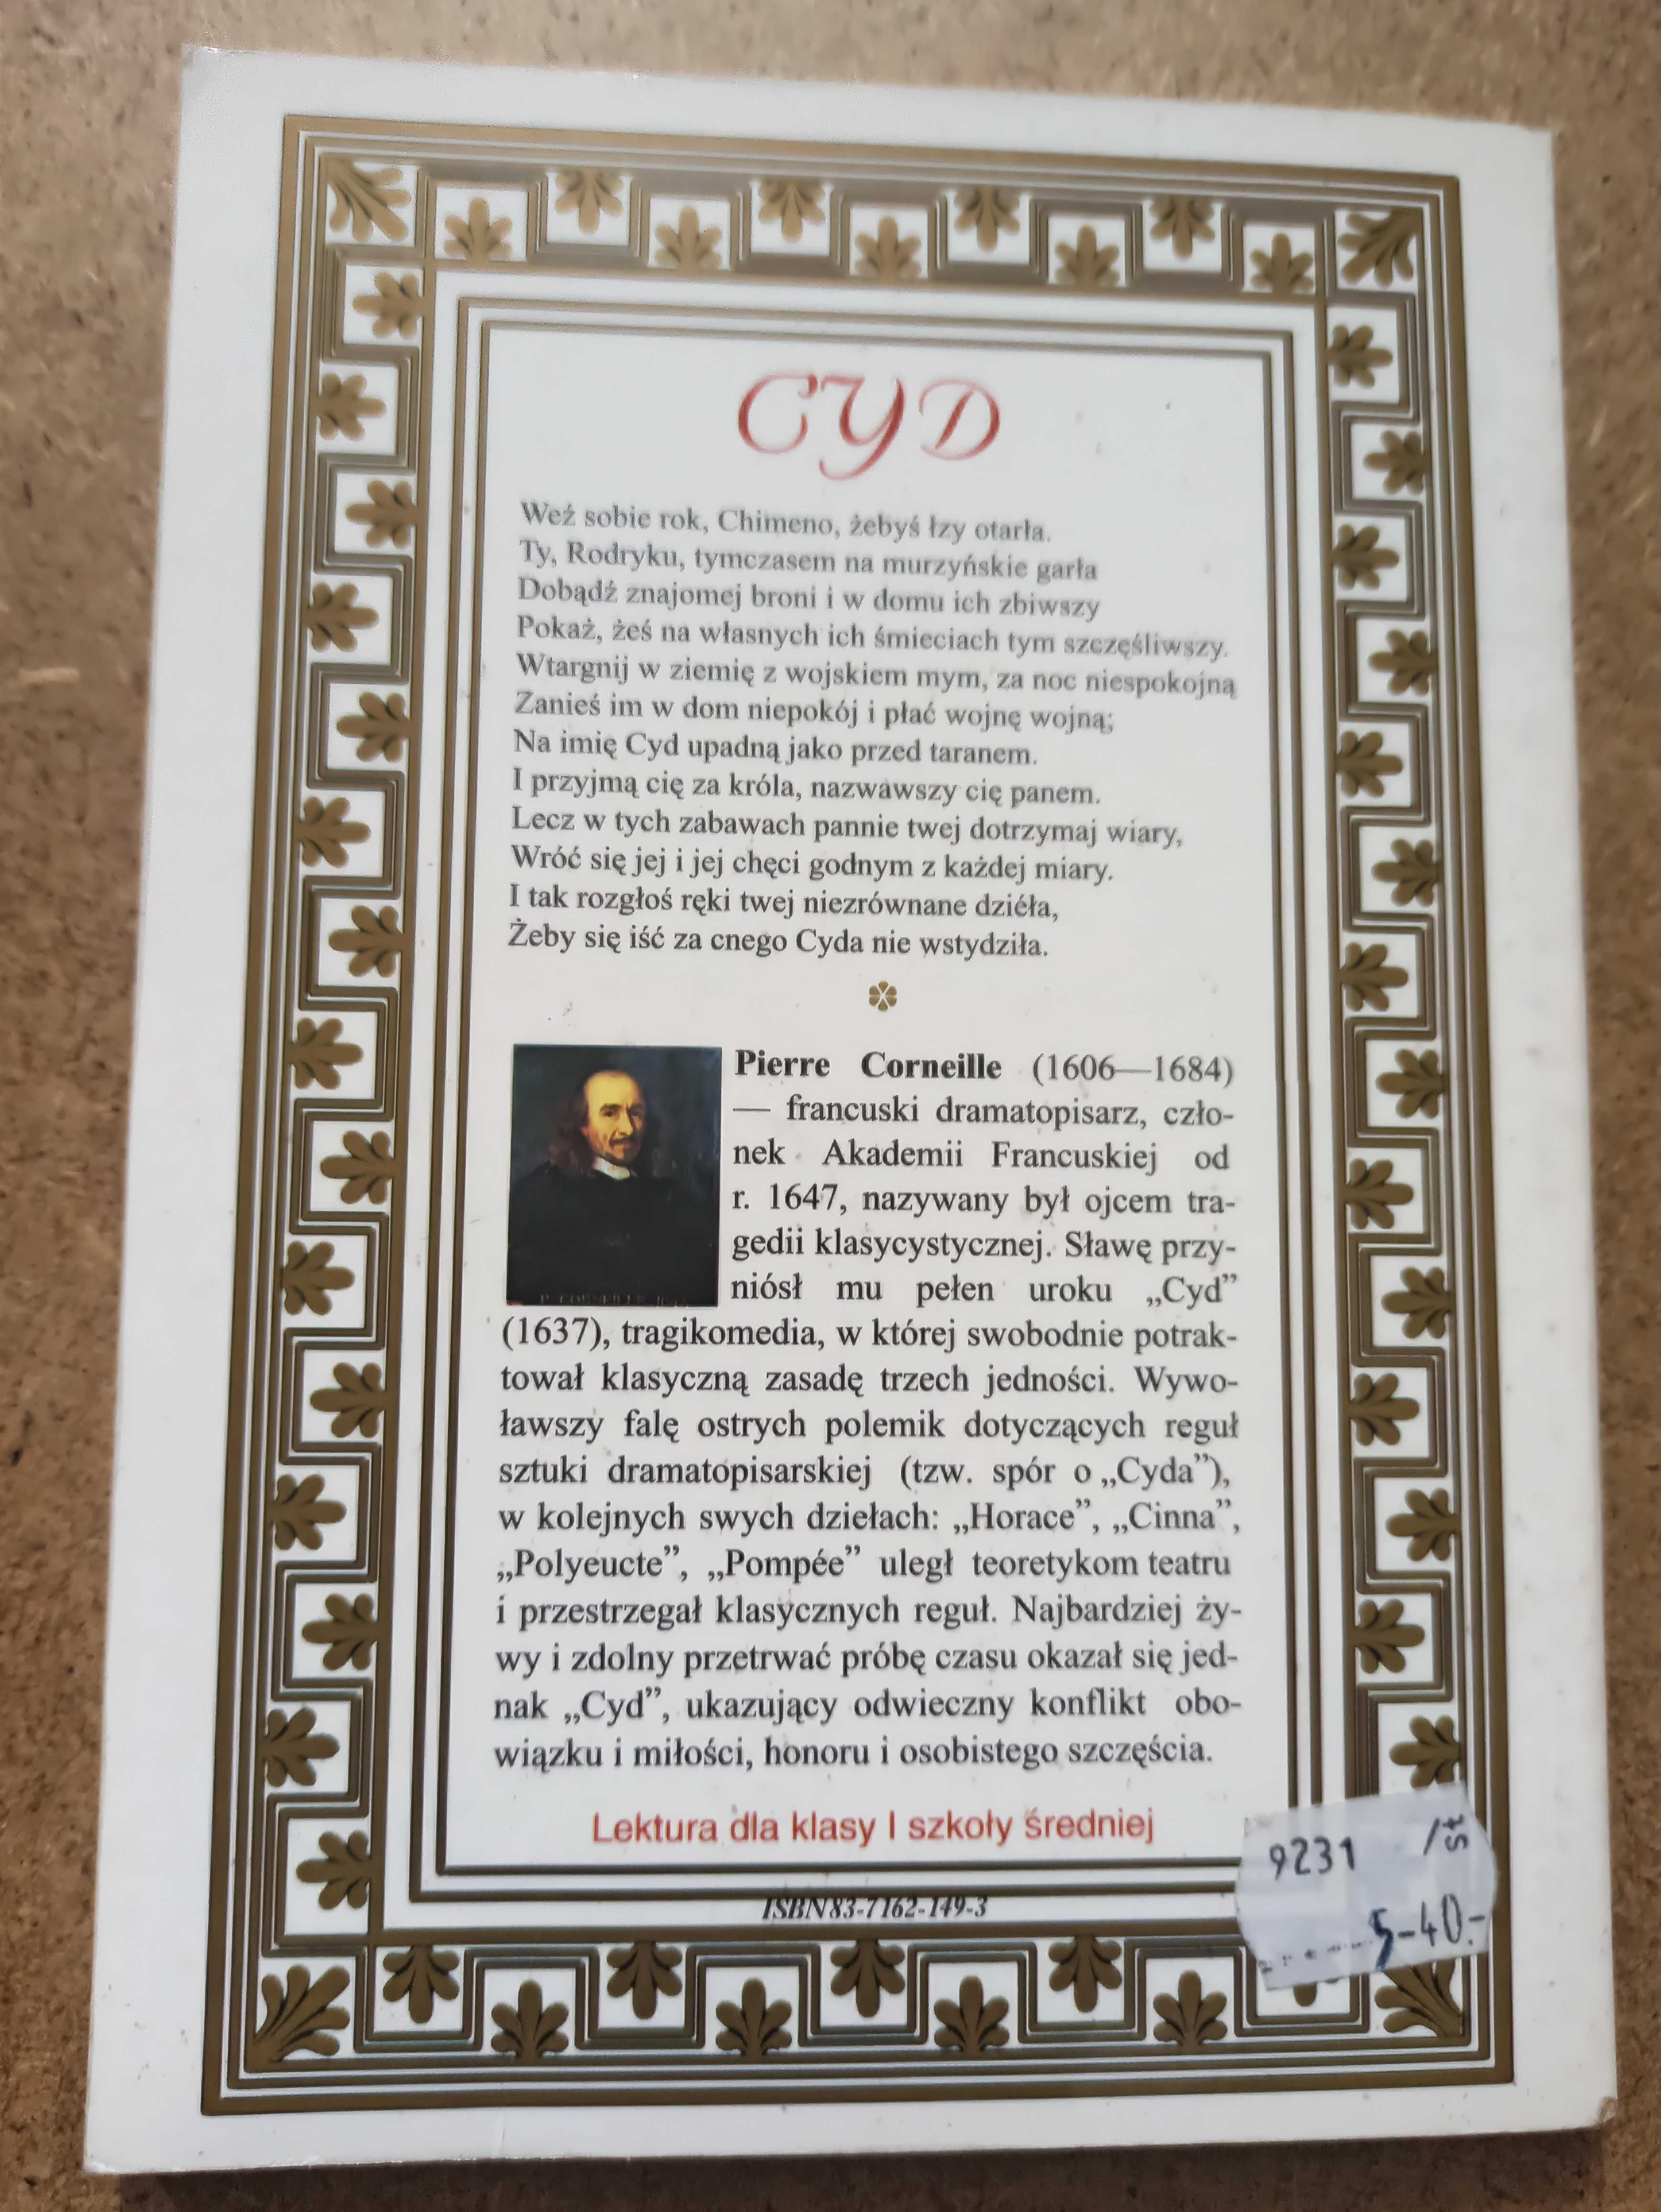 CYD
Weź sobie rok, Chimeno, żebyś łzy otarła.
Ty, Rodryku, tymczasem na murzyńskie garła
Dobądź znajomej broni i w domu ich zbiwszy
Pokaż, żeś na własnych ich śmieciach tym szczęśliwszy.
Wtargnij w ziemię z wojskiem mym, za noc niespokojną
Zanieś im w dom niepokój i płać wojnę wojną;
Na imię Cyd upadną jako przed taranem.
I przyjmą cię za króla, nazwawszy cię panem.
Lecz w tych zabawach pannie twej dotrzymaj wiary,
Wróć się jej i jej chęci godnym z każdej miary.
I tak rozgłoś ręki twej niezrównane dziéła,
Żeby się iść za cnego Cyda nie wstydziła.
Pierre Corneille (1606—1684)
— francuski dramatopisarz, czło-
nek Akademii Francuskiej od
r. 1647, nazywany był ojcem tra-
gedii klasycystycznej. Sławę przy-
niósł mu pełen uroku „Cyd”
(1637), tragikomedia, w której swobodnie potrak-
tował klasyczną zasadę trzech jedności. Wywo-
ławszy falę ostrych polemik dotyczących reguł
sztuki dramatopisarskiej (tzw. spór o „Cyda”),
w kolejnych swych dziełach: „Horace”, „Cinna”,
„Polyeucte”, „Pompée” uległ teoretykom teatru
i przestrzegał klasycznych reguł. Najbardziej ży-
wy i zdolny przetrwać próbę czasu okazał się jed-
nak „Cyd”, ukazujący odwieczny konflikt obo-
wiązku i miłości, honoru i osobistego szczęścia.
Lektura dla klasy I szkoły średniej
ISBN 83-7162-149-3
9231 /
5-40.-